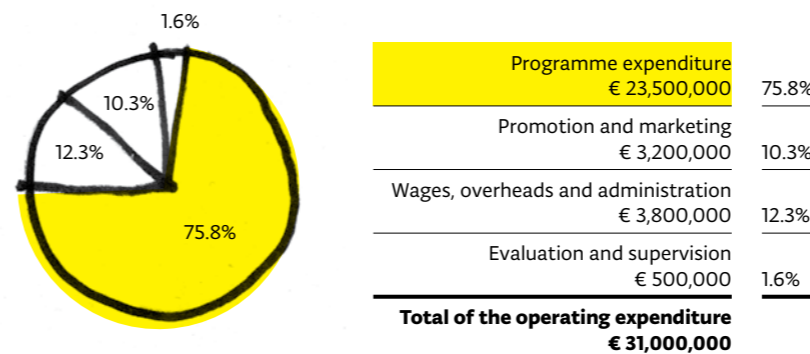 1.6%
10.3%
12.3%
75.8%
Programme expenditure
€ 23,500,000 75.8%
Promotion and marketing
€ 3,200,000 10.3%
Wages, overheads and administration
€ 3,800,000 12.3%
Evaluation and supervision
€ 500,000 1.6%
Total of the operating expenditure
€ 31,000,000